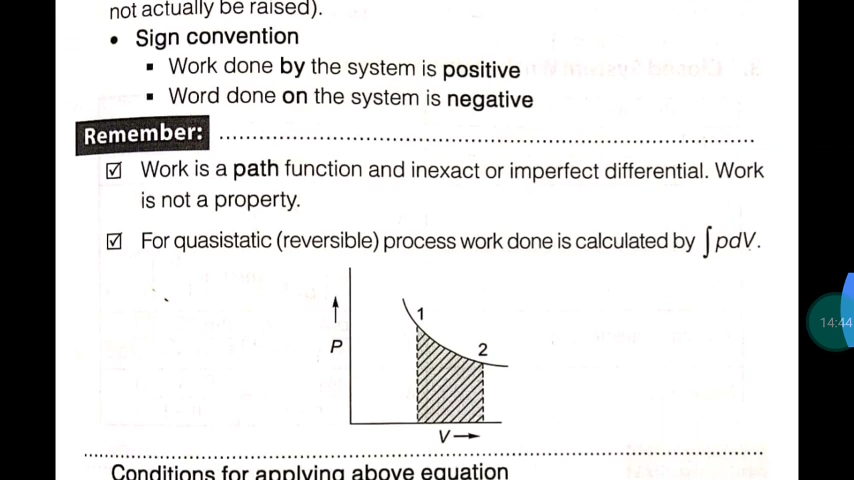 not actually be raised).
• Sign convention
▪ Work done by the system is positive
▪ Word done on the system is negative
Remember:
☑ Work is a path function and inexact or imperfect differential. Work
is not a property.
☑ For quasistatic (reversible) process work done is calculated by ∫pdV.
1
2
P
V→
14:44
Conditions for applying above equation